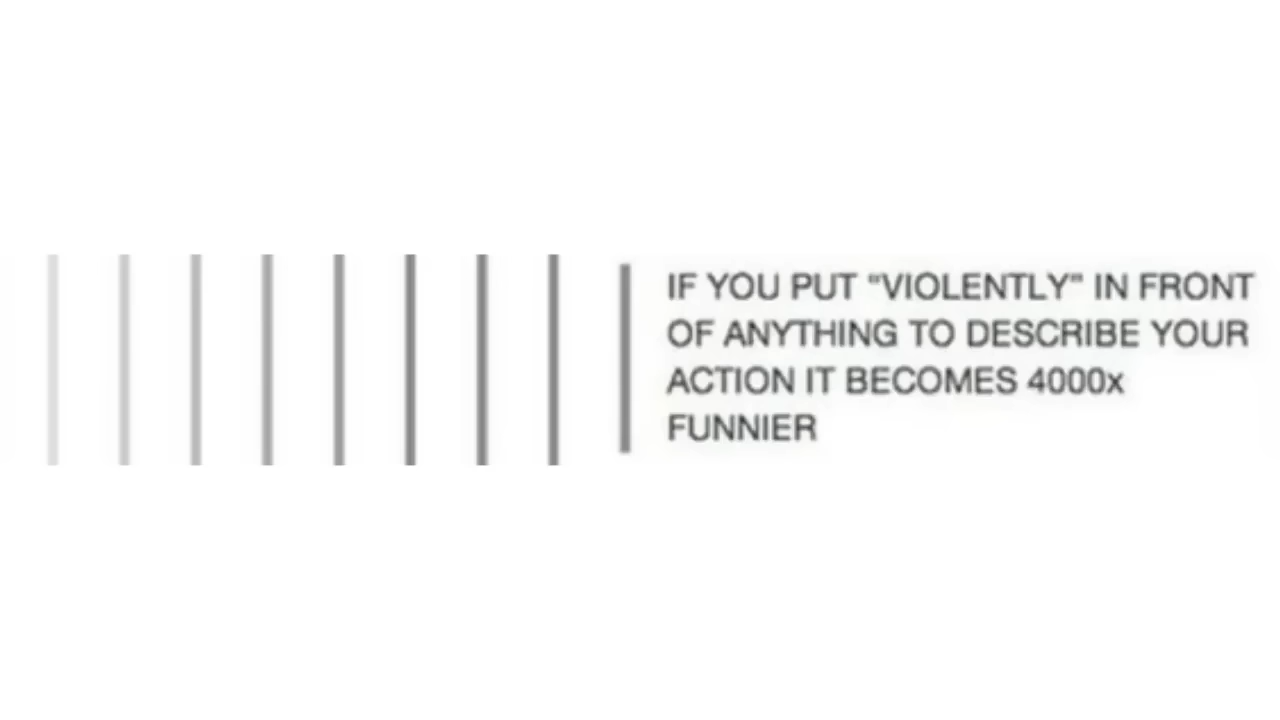 IF YOU PUT “VIOLENTLY” IN FRONT
OF ANYTHING TO DESCRIBE YOUR
ACTION IT BECOMES 4000x
FUNNIER